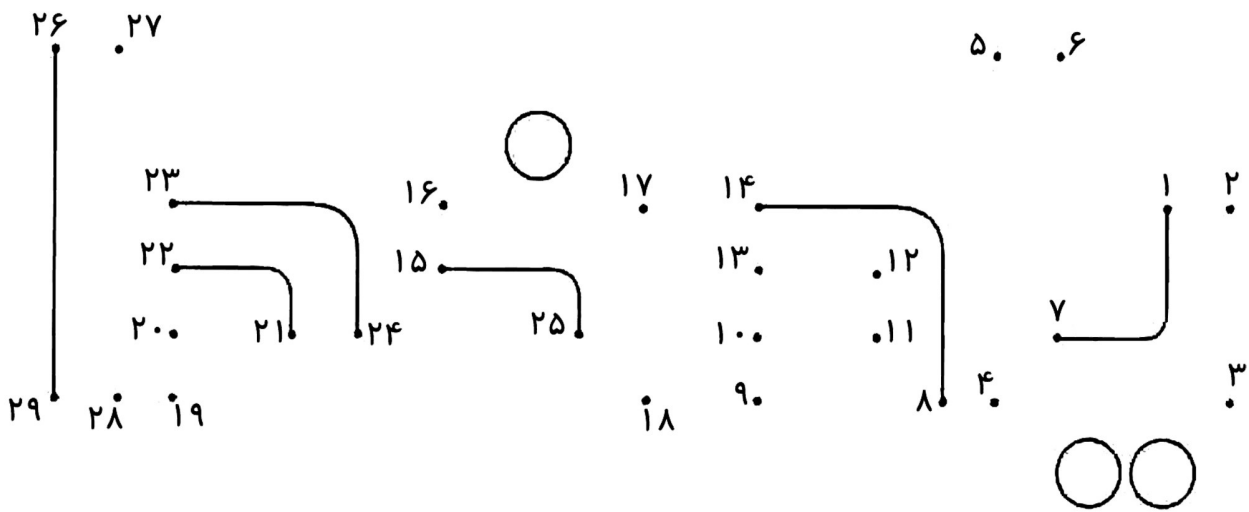 ۶ ۵ ۲۷ ۲۶
۲ ۱ ۱۴ ۱۷ ۱۶ ۲۳
۱۲ ۱۳ ۱۵ ۲۲
۷ ۱۱ ۱۰ ۲۵ ۲۴ ۲۱ ۲۰
۳ ۴ ۸ ۹ ۱۸ ۱۹ ۲۸ ۲۹